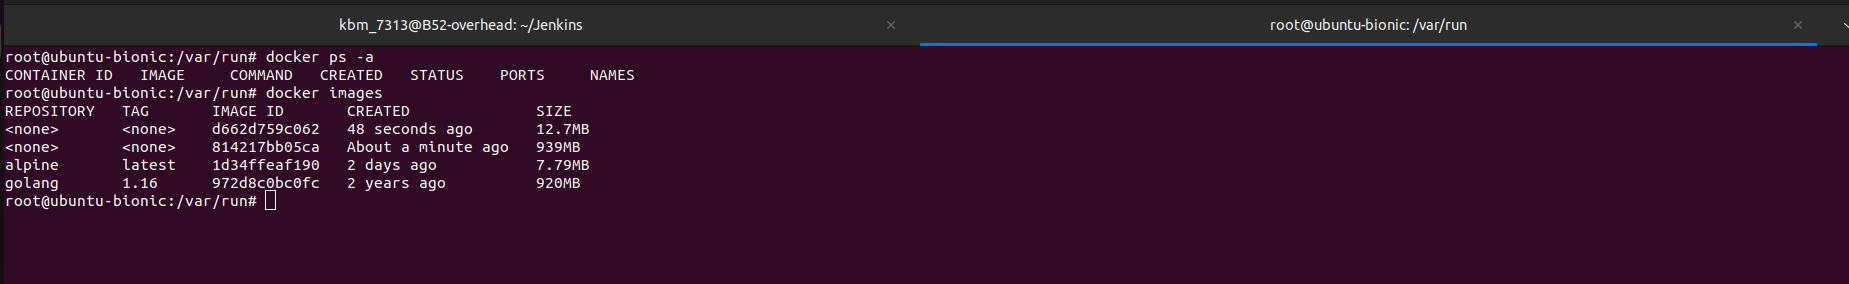 kbm_7313@B52-overhead: ~/Jenkins
root@ubuntu-bionic: /var/run
root@ubuntu-bionic:/var/run# docker ps -a
CONTAINER ID   IMAGE     COMMAND   CREATED   STATUS    PORTS     NAMES
root@ubuntu-bionic:/var/run# docker images
REPOSITORY   TAG       IMAGE ID       CREATED              SIZE
<none>       <none>    d662d759c062   48 seconds ago       12.7MB
<none>       <none>    814217bb05ca   About a minute ago   939MB
alpine       latest    1d34ffeaf190   2 days ago           7.79MB
golang       1.16      972d8c0bc0fc   2 years ago          920MB
root@ubuntu-bionic:/var/run#